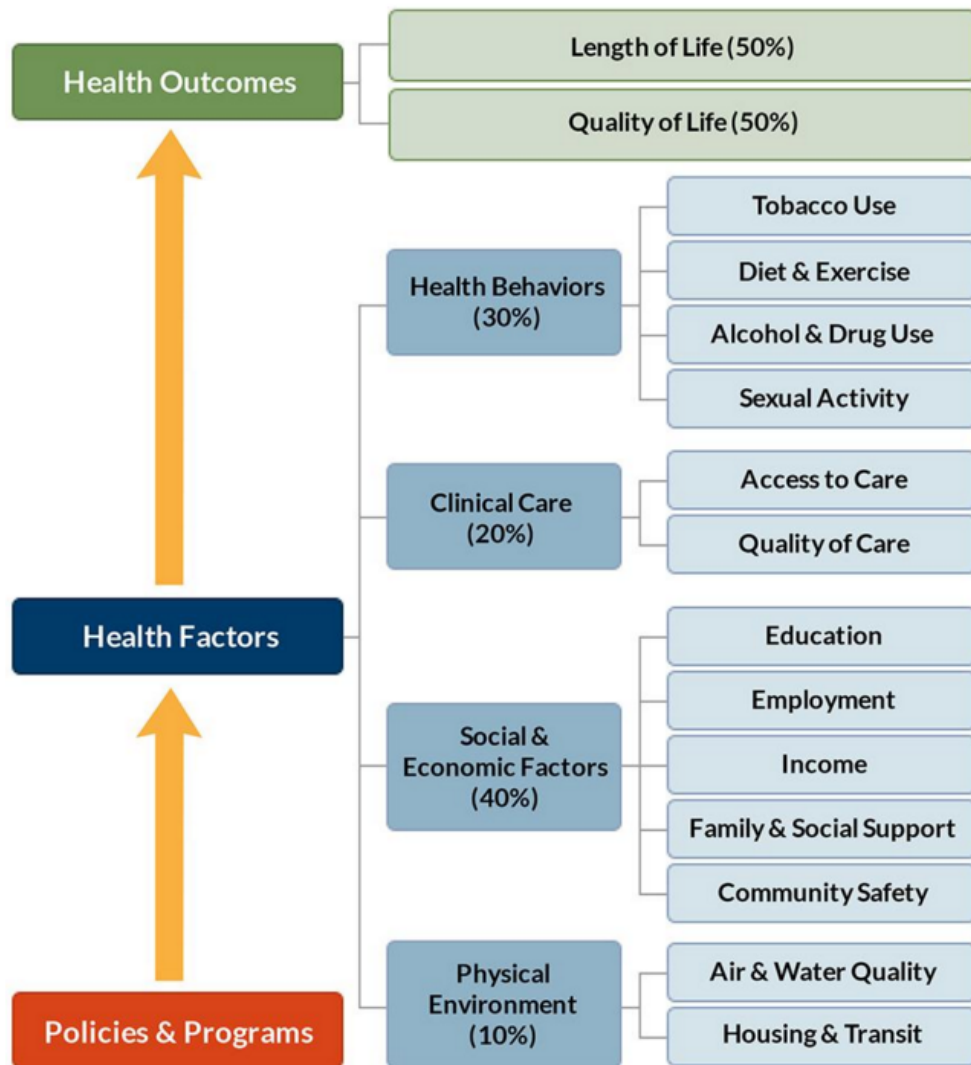 Health Outcomes
Length of Life (50%)
Quality of Life (50%)
Health Factors
Health Behaviors
(30%)
Tobacco Use
Diet & Exercise
Alcohol & Drug Use
Sexual Activity
Clinical Care
(20%)
Access to Care
Quality of Care
Social &
Economic Factors
(40%)
Education
Employment
Income
Family & Social Support
Community Safety
Physical
Environment
(10%)
Air & Water Quality
Housing & Transit
Policies & Programs